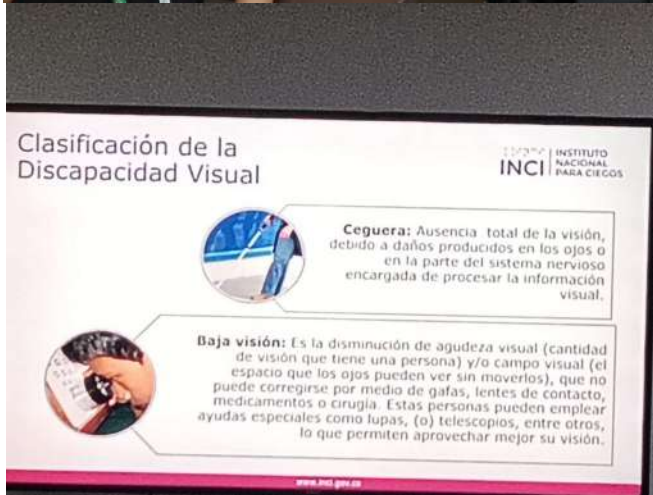 Clasificación de la
Discapacidad Visual
INCI
INSTITUTO
NACIONAL
PARA CIEGOS
Ceguera: Ausencia total de la visión,
debido a daños producidos en los ojos o
en la parte del sistema nervioso
encargada de procesar la información
visual.
Baja visión: Es la disminución de agudeza visual (cantidad
de visión que tiene una persona) y/o campo visual (el
espacio que los ojos pueden ver sin moverlos), que no
puede corregirse por medio de gafas, lentes de contacto,
medicamentos o cirugía. Estas personas pueden emplear
ayudas especiales como lupas, (o) telescopios, entre otros,
lo que permiten aprovechar mejor su visión.
www.inci.gov.co